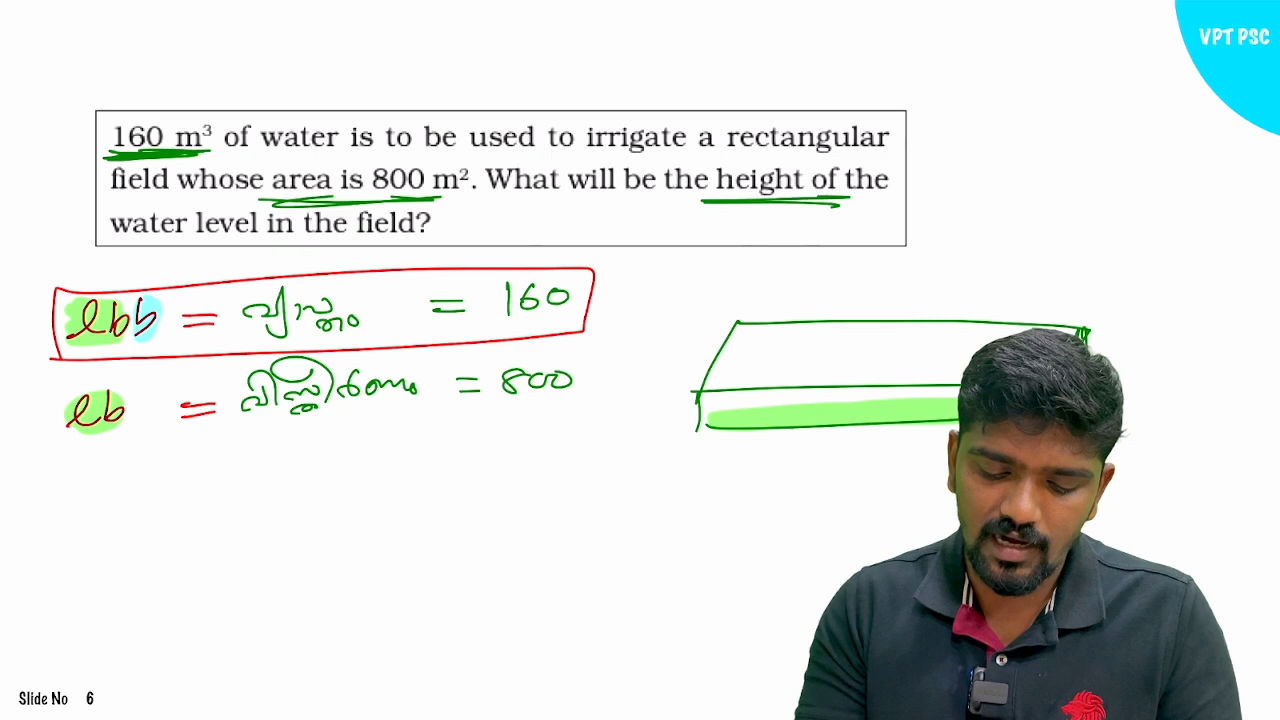 VPT PSC
160 m³ of water is to be used to irrigate a rectangular
field whose area is 800 m². What will be the height of the
water level in the field?
lbh = വ്യാപ്തം = 160
lb = വിസ്തീർണം = 800
Slide No 6